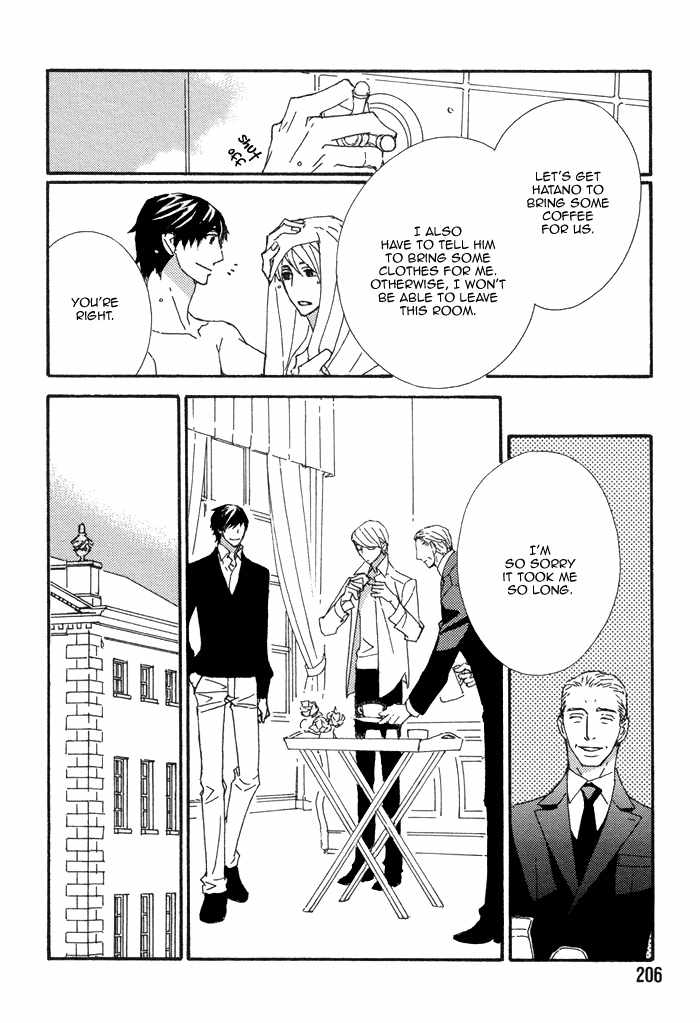 LET'S GET
HATANO TO
BRING SOME
COFFEE
FOR US.
SHUT
OFF
I ALSO
HAVE TO TELL HIM
TO BRING SOME
CLOTHES FOR ME.
OTHERWISE, I WON'T
BE ABLE TO LEAVE
THIS ROOM.
YOU'RE
RIGHT.
I'M
SO SORRY
IT TOOK ME
SO LONG.
206